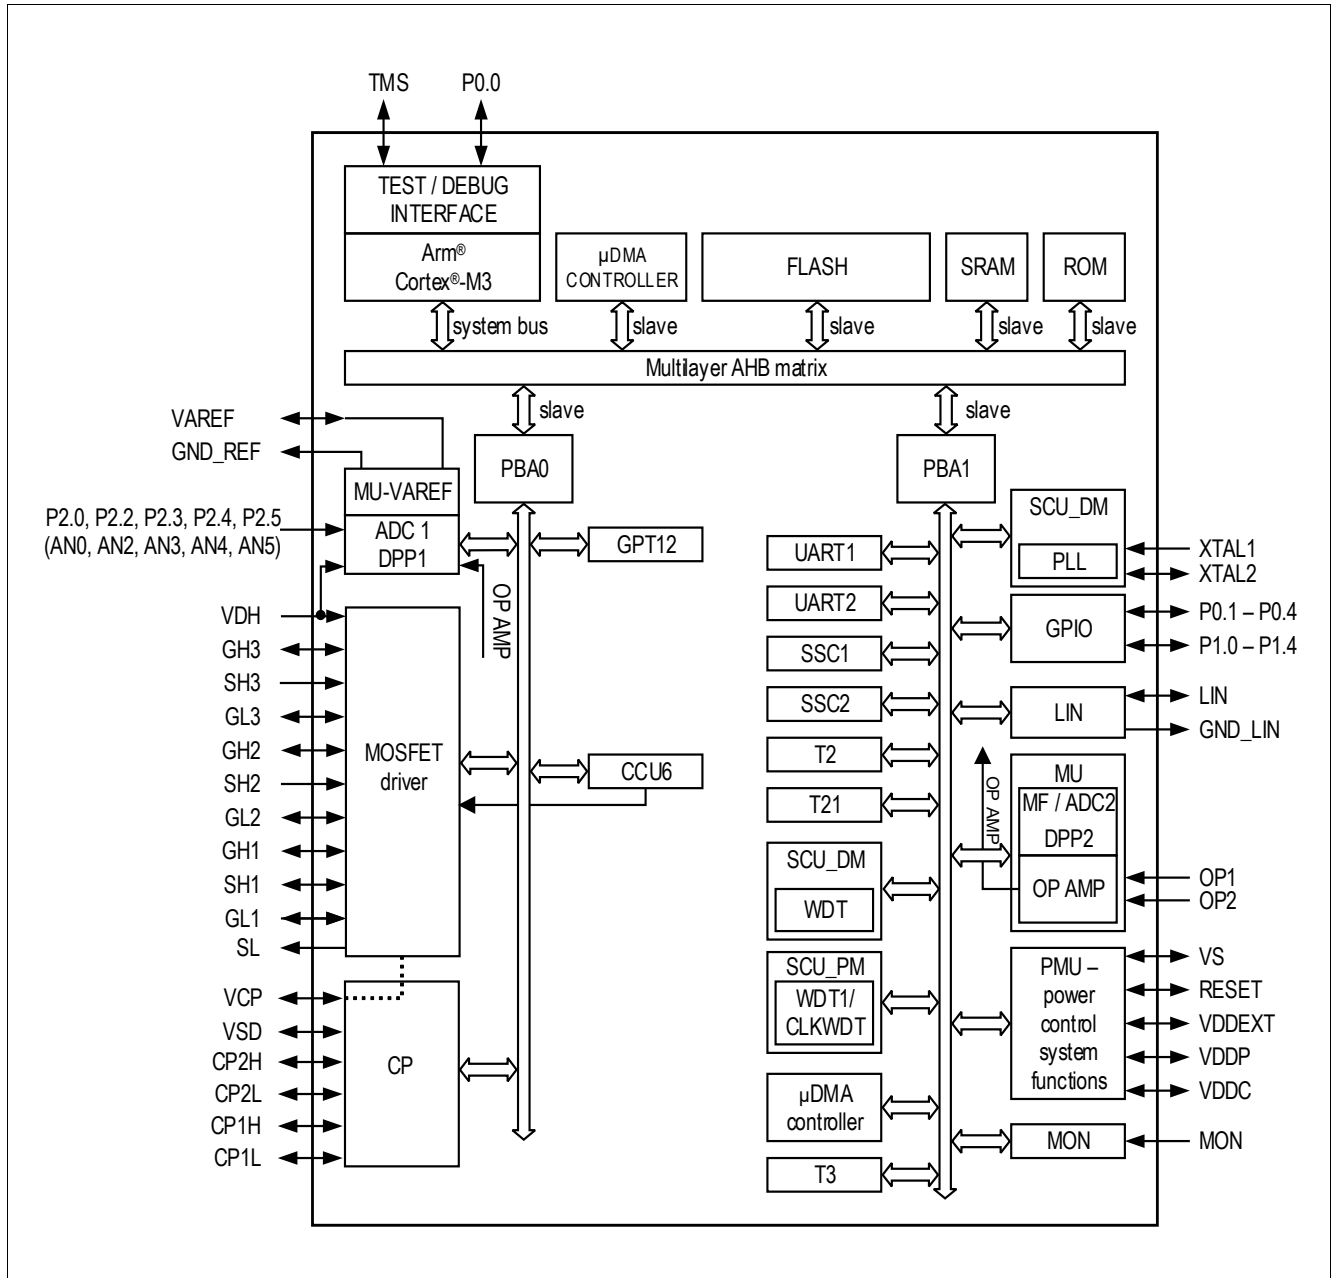 TMS
P0.0
TEST / DEBUG
INTERFACE
Arm®
Cortex®-M3
µDMA
CONTROLLER
FLASH
SRAM
ROM
system bus
slave
slave
slave
slave
Multilayer AHB matrix
slave
slave
VAREF
GND_REF
P2.0, P2.2, P2.3, P2.4, P2.5
(AN0, AN2, AN3, AN4, AN5)
VDH
GH3
SH3
GL3
GH2
SH2
GL2
GH1
SH1
GL1
SL
VCP
VSD
CP2H
CP2L
CP1H
CP1L
MU-VAREF
ADC 1
DPP1
MOSFET
driver
CP
PBA0
OP AMP
GPT12
CCU6
PBA1
UART1
UART2
SSC1
SSC2
T2
T21
SCU_DM
WDT
SCU_PM
WDT1/
CLKWDT
µDMA
controller
T3
SCU_DM
PLL
GPIO
LIN
OP AMP
MU
MF / ADC2
DPP2
OP AMP
PMU –
power
control
system
functions
MON
XTAL1
XTAL2
P0.1 – P0.4
P1.0 – P1.4
LIN
GND_LIN
OP1
OP2
VS
RESET
VDDEXT
VDDP
VDDC
MON